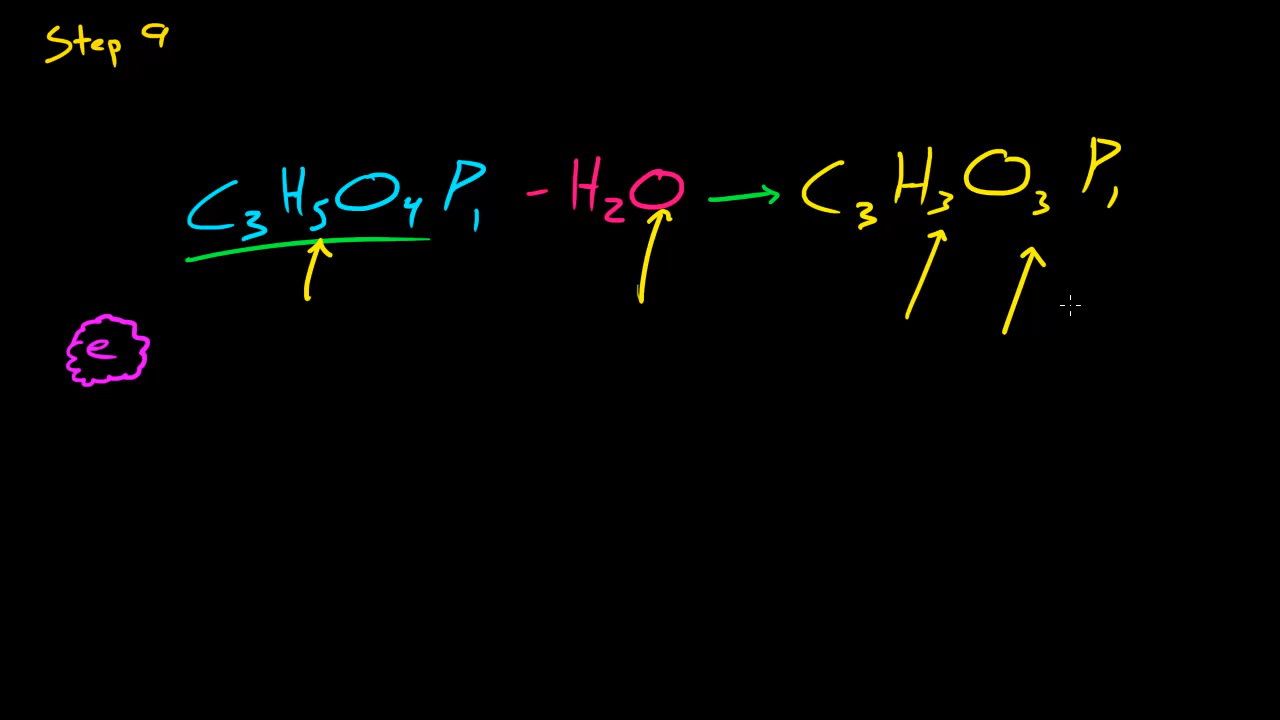 Step 9
C₃H₅O₄P₁ - H₂O → C₃H₃O₃P₁
e